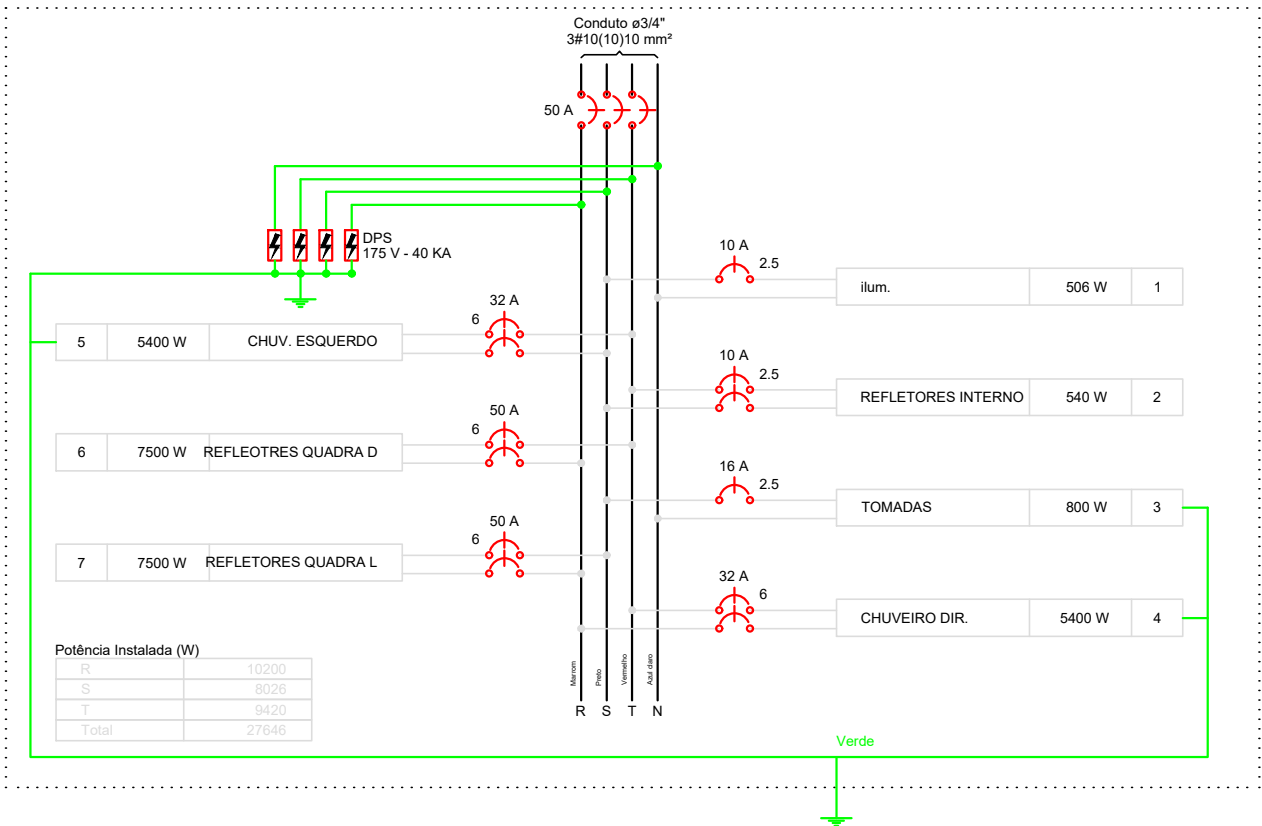 Conduto ø3/4"
3#10(10)10 mm²
50 A
DPS
175 V - 40 KA
10 A
2.5
ilum. 506 W 1
32 A
6
5 5400 W CHUV. ESQUERDO
10 A
2.5
REFLETORES INTERNO 540 W 2
50 A
6
6 7500 W REFLEOTRES QUADRA D
16 A
2.5
TOMADAS 800 W 3
50 A
6
7 7500 W REFLETORES QUADRA L
32 A
6
CHUVEIRO DIR. 5400 W 4
Potência Instalada (W)
R 10200
S 8026
T 9420
Total 27646
Marrom
Preto
Vermelho
Azul claro
R S T N
Verde